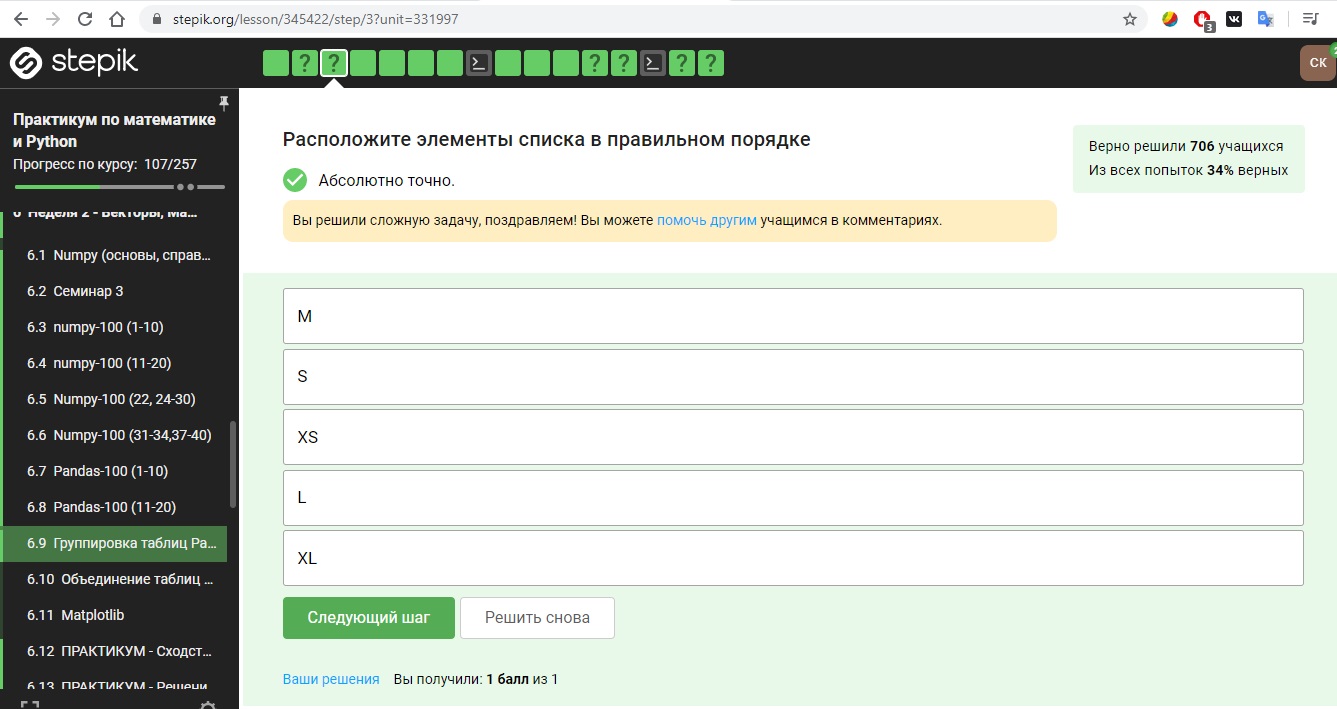 stepik.org/lesson/345422/step/3?unit=331997
3
stepik
? ? ? ? ? ?
СК
Практикум по математике
и Python
Прогресс по курсу: 107/257
6 Неделя 2 - Векторы, Ма...
6.1 Numpy (основы, справ...
6.2 Семинар 3
6.3 numpy-100 (1-10)
6.4 numpy-100 (11-20)
6.5 Numpy-100 (22, 24-30)
6.6 Numpy-100 (31-34,37-40)
6.7 Pandas-100 (1-10)
6.8 Pandas-100 (11-20)
6.9 Группировка таблиц Pa...
6.10 Объединение таблиц ...
6.11 Matplotlib
6.12 ПРАКТИКУМ - Сходст...
6.13 ПРАКТИКУМ - Решени...
Расположите элементы списка в правильном порядке
Абсолютно точно.
Вы решили сложную задачу, поздравляем! Вы можете помочь другим учащимся в комментариях.
Верно решили 706 учащихся
Из всех попыток 34% верных
M
S
XS
L
XL
Следующий шаг Решить снова
Ваши решения Вы получили: 1 балл из 1